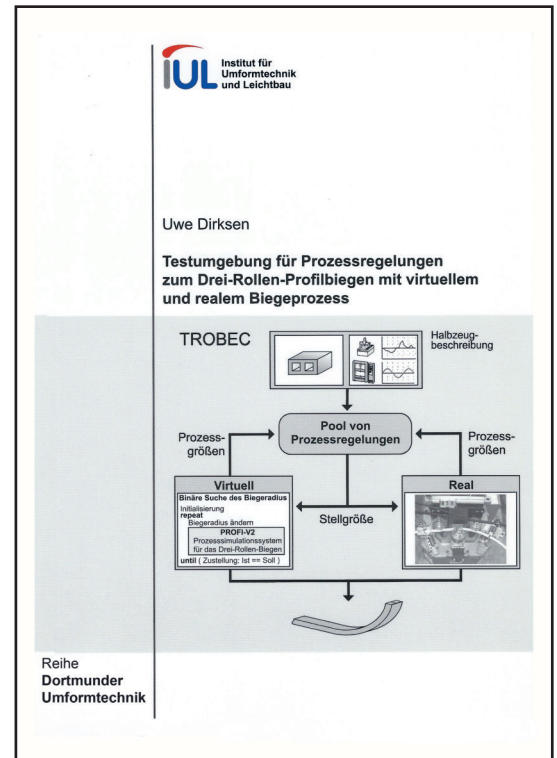 IUL
Institut für
Umformtechnik
und Leichtbau
Uwe Dirksen
Testumgebung für Prozessregelungen
zum Drei-Rollen-Profilbiegen mit virtuellem
und realem Biegeprozess
TROBEC
Halbzeug-
beschreibung
Pool von
Prozessregelungen
Prozess-
größen
Prozess-
größen
Virtuell
Binäre Suche des Biegeradius
Initialisierung
repeat
Biegeradius ändern
PROFI-V2
Prozesssimulationssystem
für das Drei-Rollen-Biegen
until ( Zustellung: Ist == Soll )
Stellgröße
Real
Reihe
Dortmunder
Umformtechnik